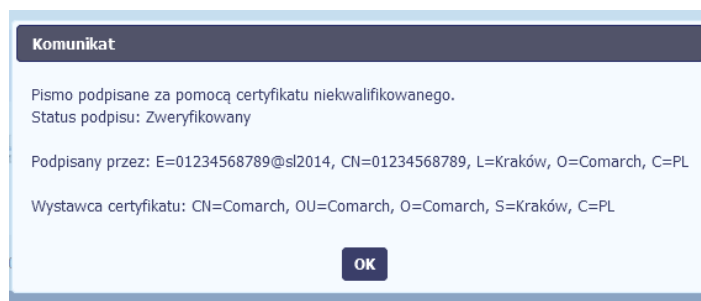 Komunikat
Pismo podpisane za pomocą certyfikatu niekwalifikowanego.
Status podpisu: Zweryfikowany
Podpisany przez: E=01234568789@sl2014, CN=01234568789, L=Kraków, O=Comarch, C=PL
Wystawca certyfikatu: CN=Comarch, OU=Comarch, O=Comarch, S=Kraków, C=PL
OK